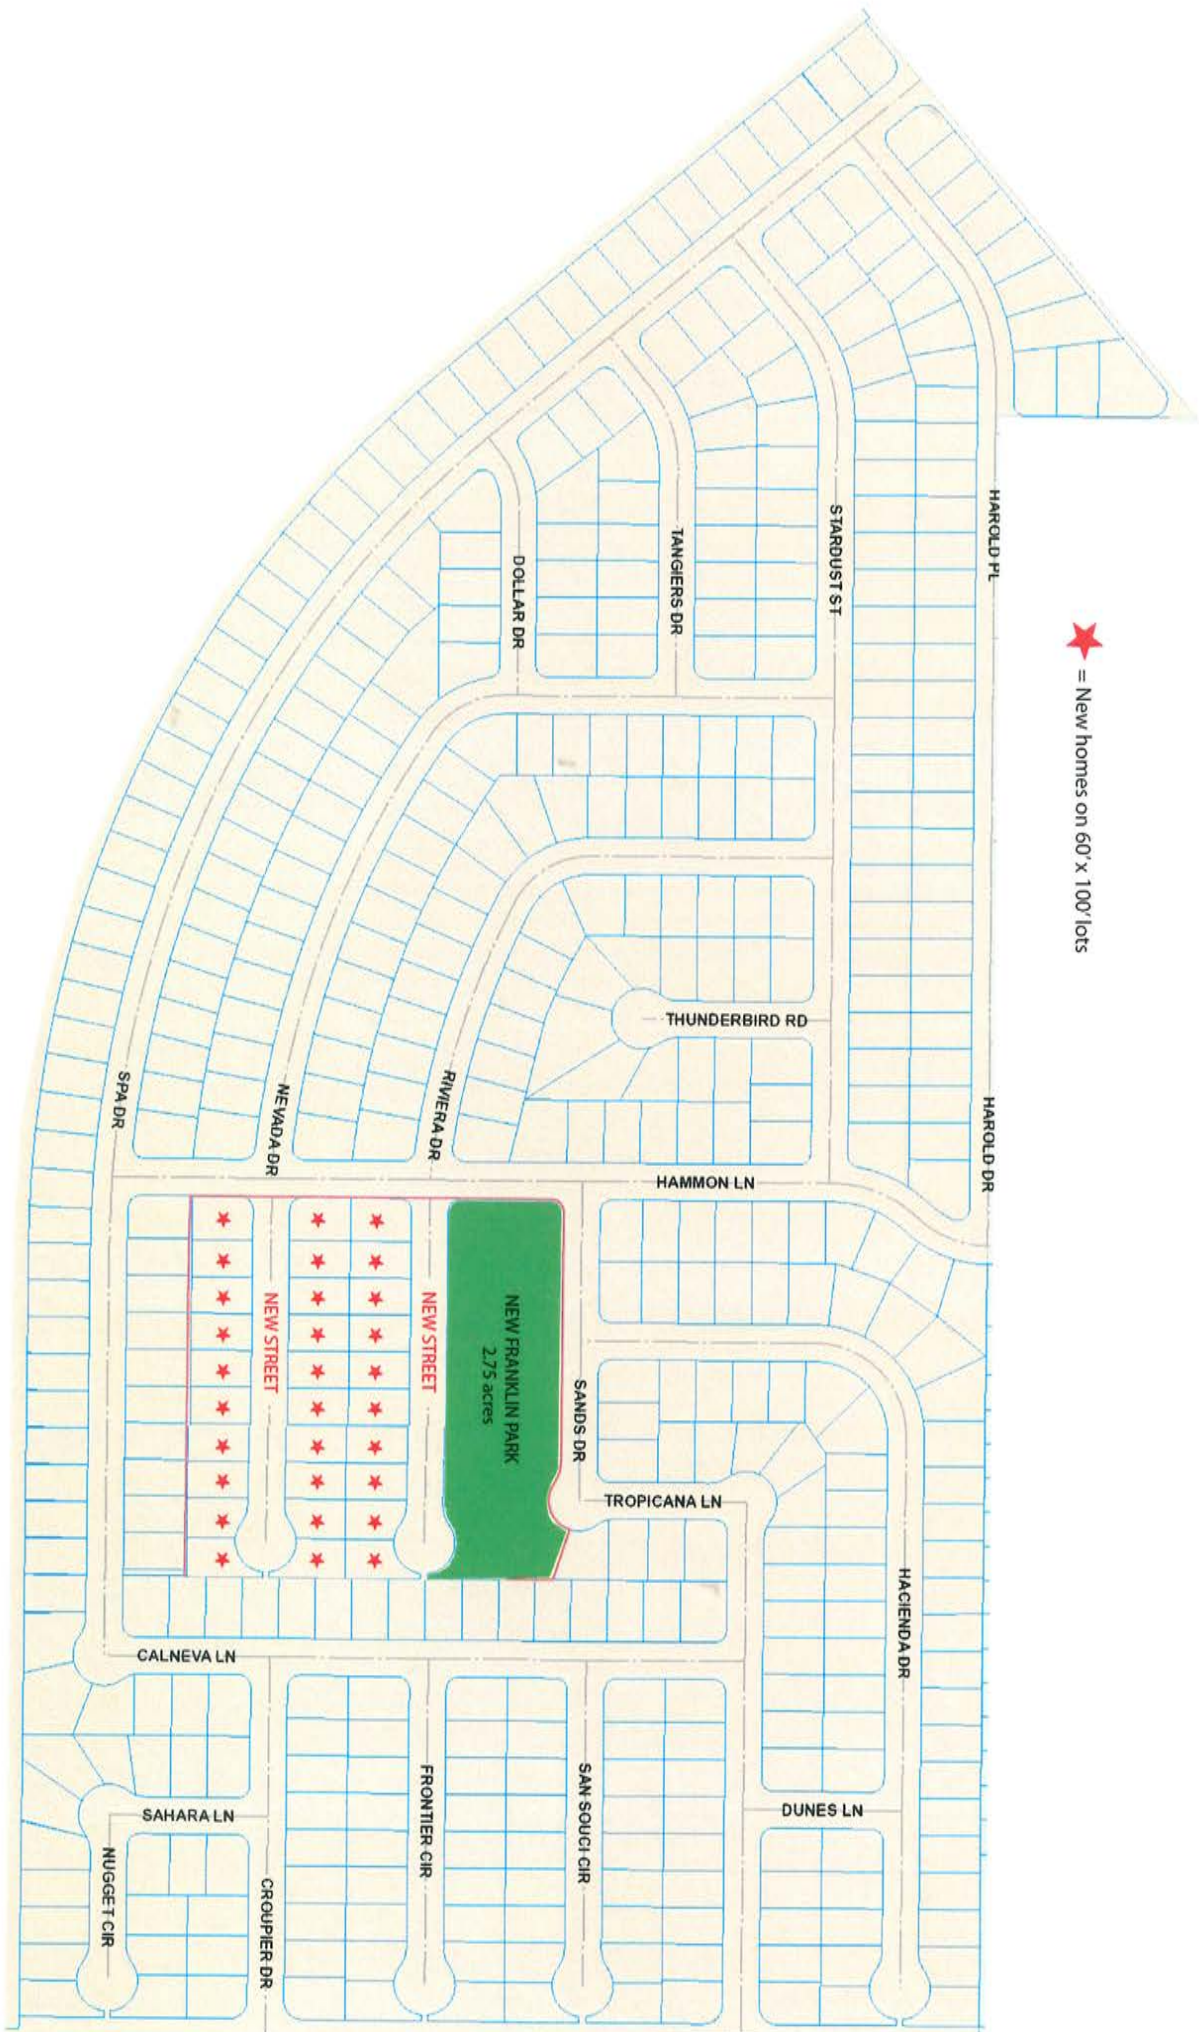 ★ = New homes on 60' x 100' lots
HAROLD PL
STARDUST ST
TANGIERS DR
DOLLAR DR
THUNDERBIRD RD
HAROLD DR
RIVIERA DR
NEVADA DR
SPA DR
HAMMON LN
NEW FRANKLIN PARK
2.75 acres
NEW STREET
NEW STREET
SANDS DR
TROPICANA LN
HACIENDA DR
CALNEVA LN
DUNES LN
SAN SOUCI CIR
FRONTIER CIR
SAHARA LN
CROUPIER DR
NUGGET CIR